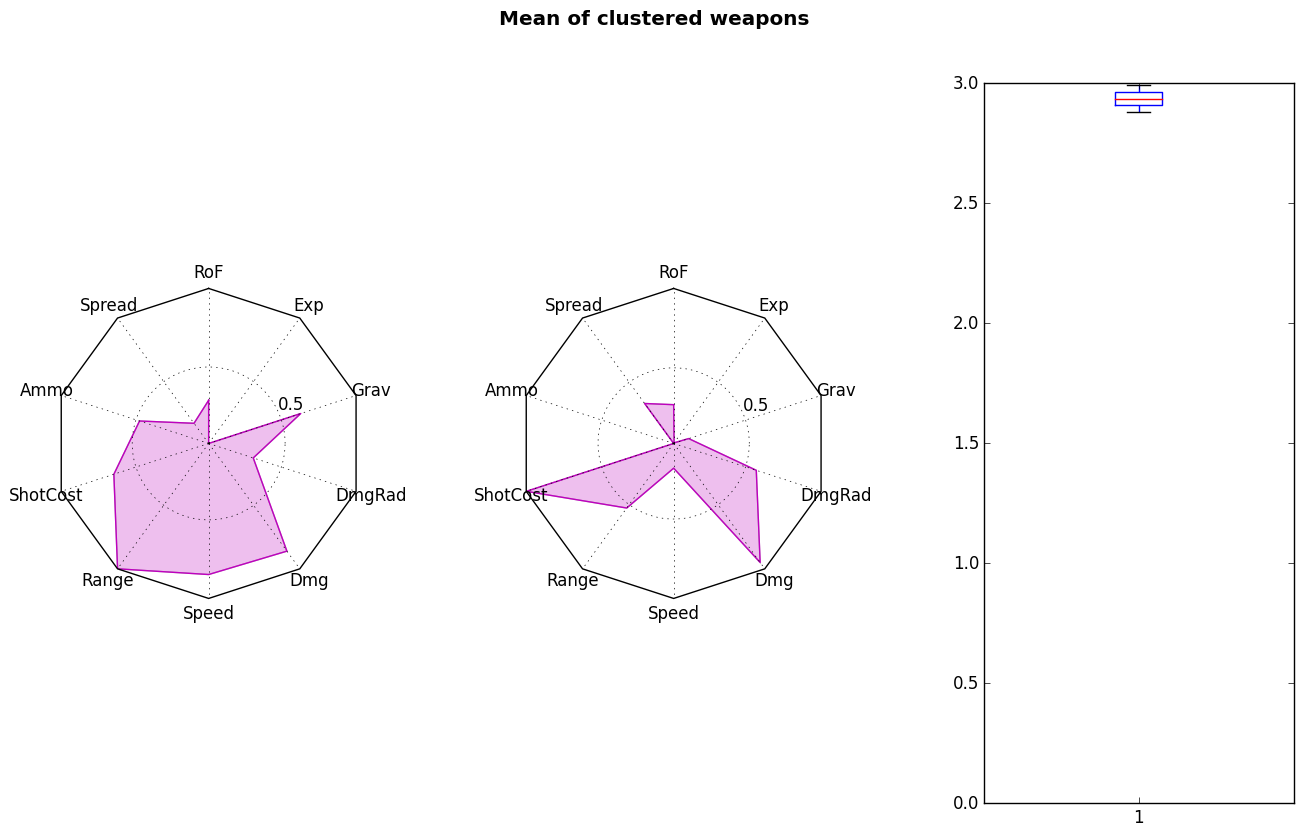 Mean of clustered weapons
RoF
Exp
Spread
Grav
Ammo
0.5
ShotCost
DmgRad
Range
Dmg
Speed
RoF
Exp
Spread
Grav
Ammo
0.5
ShotCost
DmgRad
Range
Dmg
Speed
3.0
2.5
2.0
1.5
1.0
0.5
0.0
1